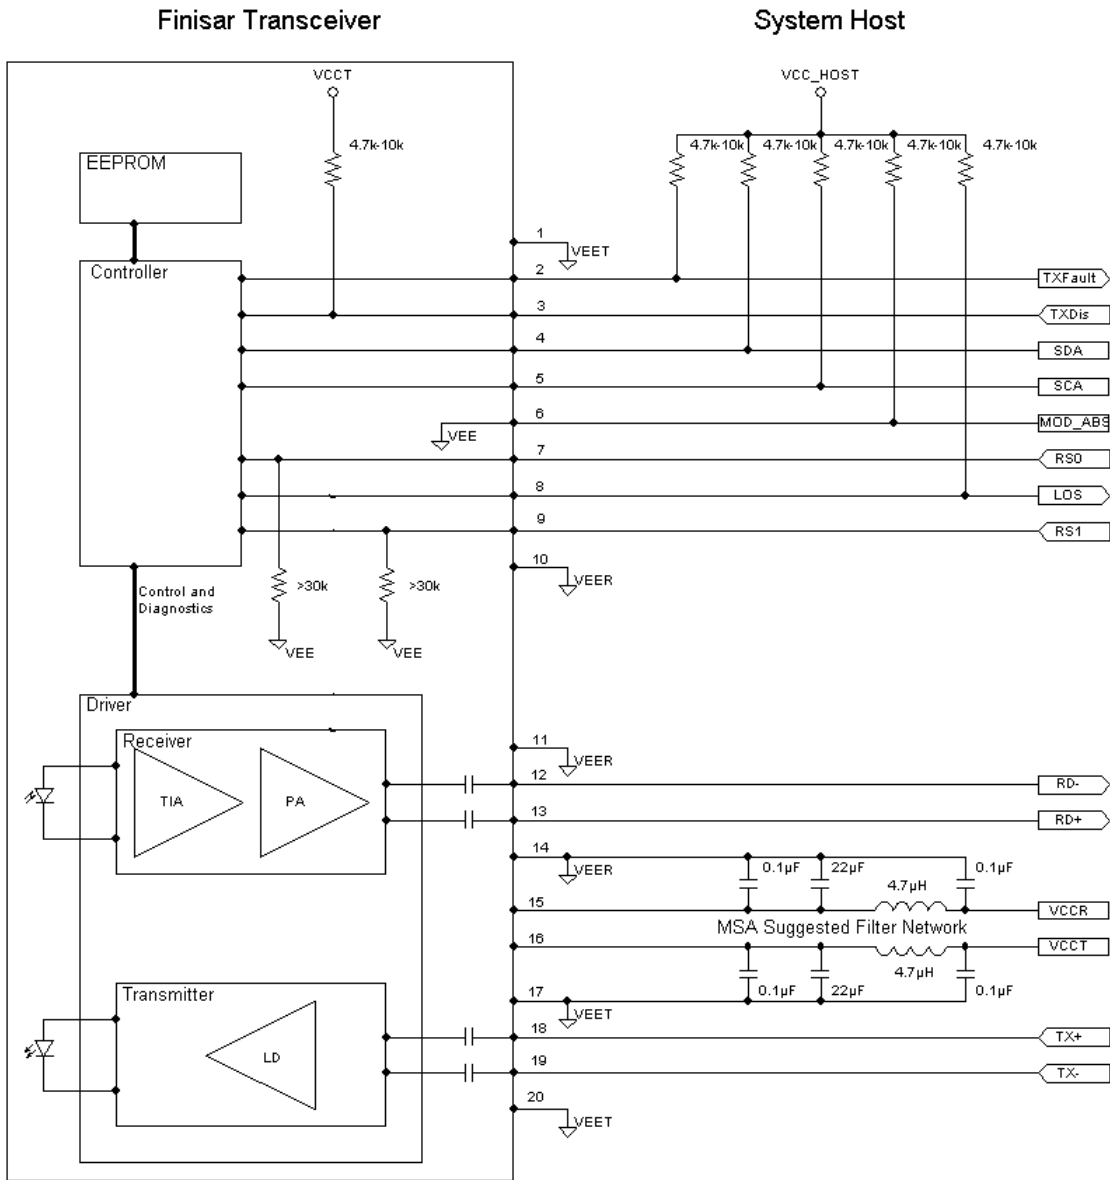 Finisar Transceiver
System Host
VCCT
VCC_HOST
4.7k-10k
4.7k-10k
4.7k-10k
4.7k-10k
4.7k-10k
4.7k-10k
EEPROM
1
VEET
Controller
2
TXFault
3
TXDis
4
SDA
5
SCA
6
MOD_ABS
VEE
7
RS0
8
LOS
9
RS1
10
VEER
>30k
>30k
Control and
Diagnostics
VEE
VEE
Driver
Receiver
11
VEER
TIA
PA
12
RD-
13
RD+
14
VEER
0.1µF
22µF
0.1µF
4.7µH
15
VCCR
MSA Suggested Filter Network
16
VCCT
4.7µH
0.1µF
22µF
0.1µF
Transmitter
17
VEET
18
TX+
LD
19
TX-
20
VEET